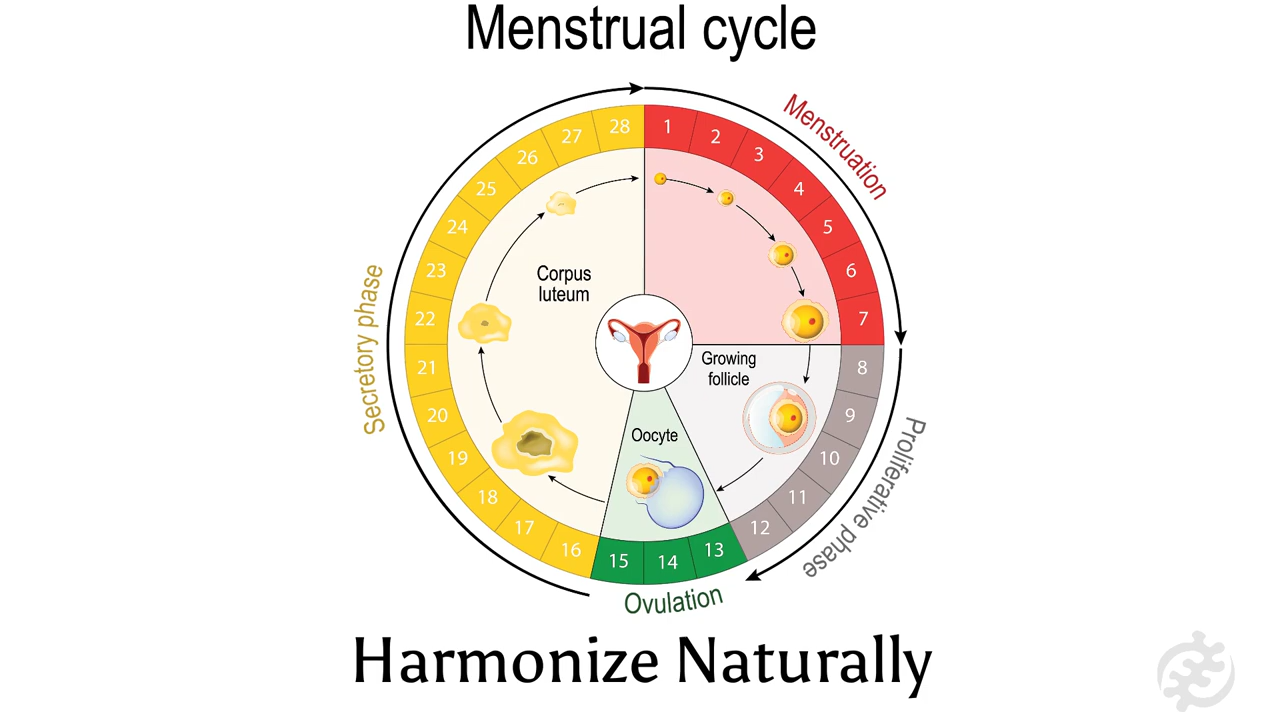 Menstrual cycle
Menstruation
1
2
3
4
5
6
7
8
9
10
11
12
13
14
15
16
17
18
19
20
21
22
23
24
25
26
27
28
Corpus
luteum
Growing
follicle
Oocyte
Secretory phase
Proliferative phase
Ovulation
Harmonize Naturally